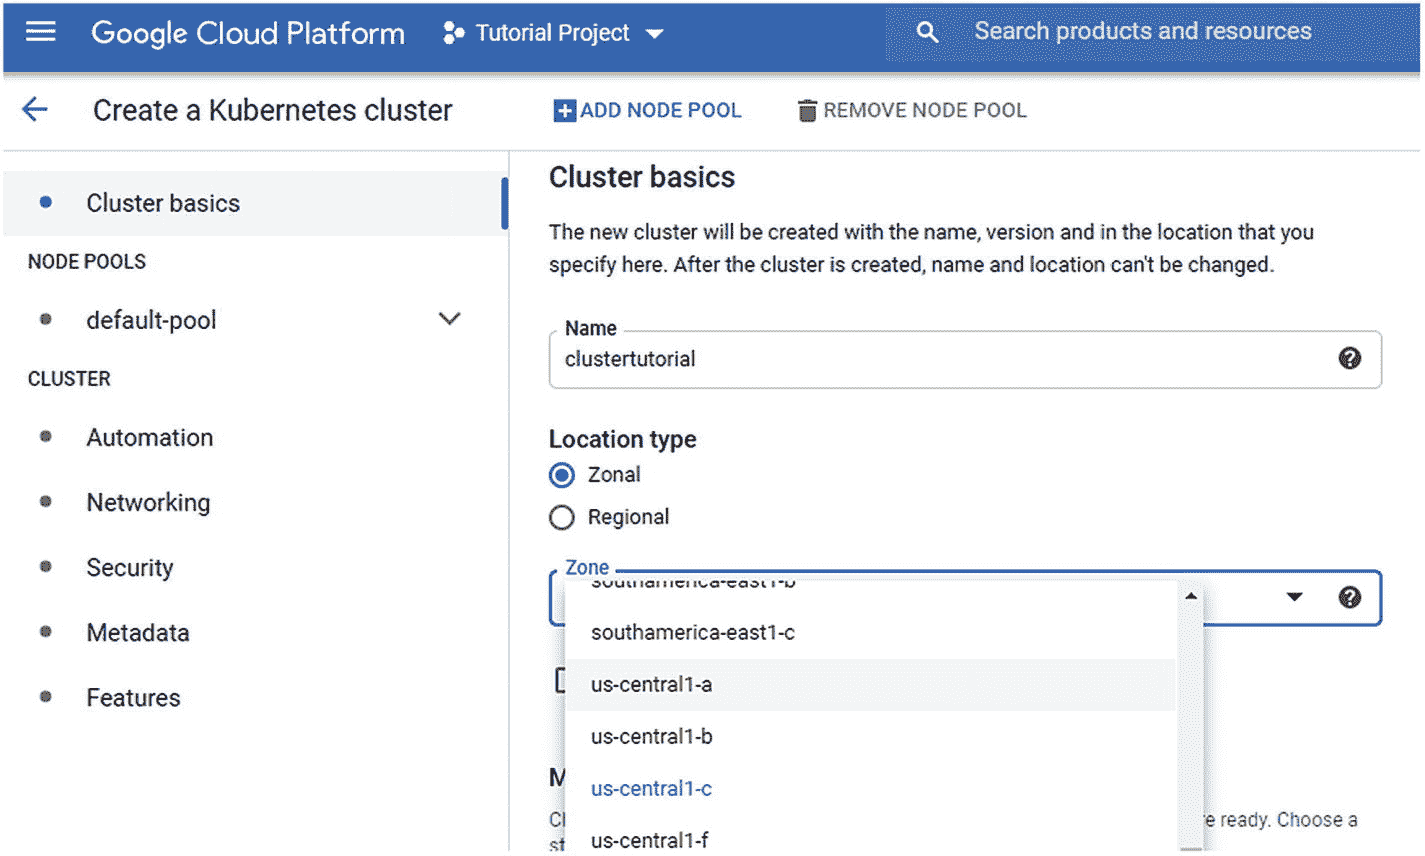 Google Cloud Platform
Tutorial Project
Search products and resources
Create a Kubernetes cluster
ADD NODE POOL
REMOVE NODE POOL
Cluster basics
NODE POOLS
default-pool
CLUSTER
Automation
Networking
Security
Metadata
Features
Cluster basics
The new cluster will be created with the name, version and in the location that you
specify here. After the cluster is created, name and location can't be changed.
Name
clustertutorial
Location type
Zonal
Regional
Zone
southamerica-east1-b
southamerica-east1-c
us-central1-a
us-central1-b
us-central1-c
us-central1-f
ready. Choose a